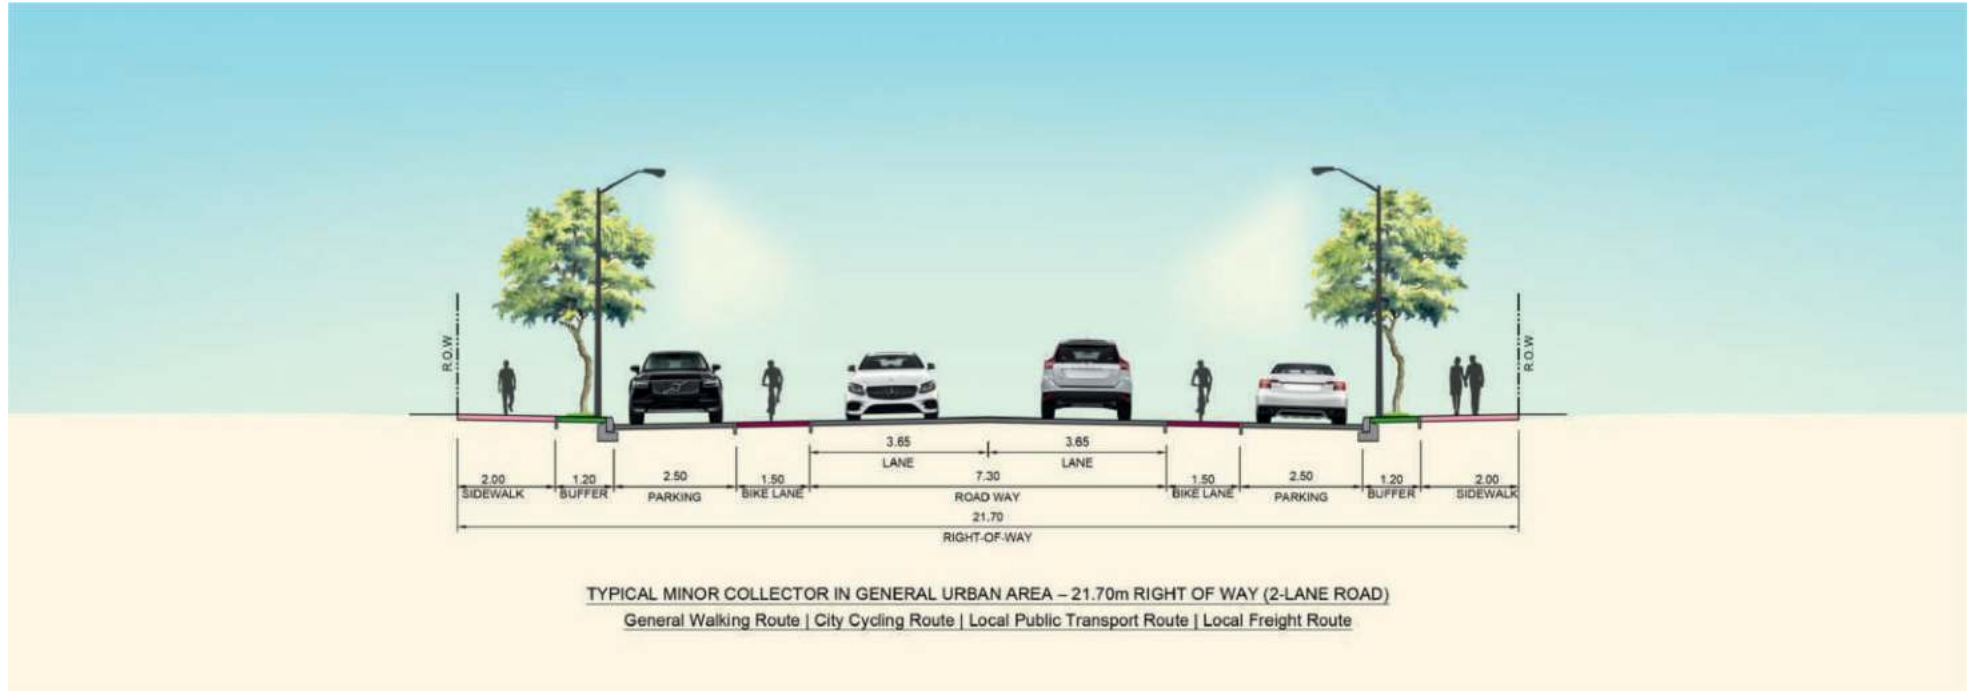 R.O.W
R.O.W
3.65
3.65
LANE
LANE
2.00
1.20
2.50
1.50
7.30
1.50
2.50
1.20
2.00
SIDEWALK
BUFFER
PARKING
BIKE LANE
ROAD WAY
BIKE LANE
PARKING
BUFFER
SIDEWALK
21.70
RIGHT-OF-WAY
TYPICAL MINOR COLLECTOR IN GENERAL URBAN AREA – 21.70m RIGHT OF WAY (2-LANE ROAD)
General Walking Route | City Cycling Route | Local Public Transport Route | Local Freight Route